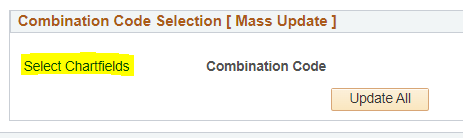 Combination Code Selection [ Mass Update ]
Select Chartfields Combination Code
Update All